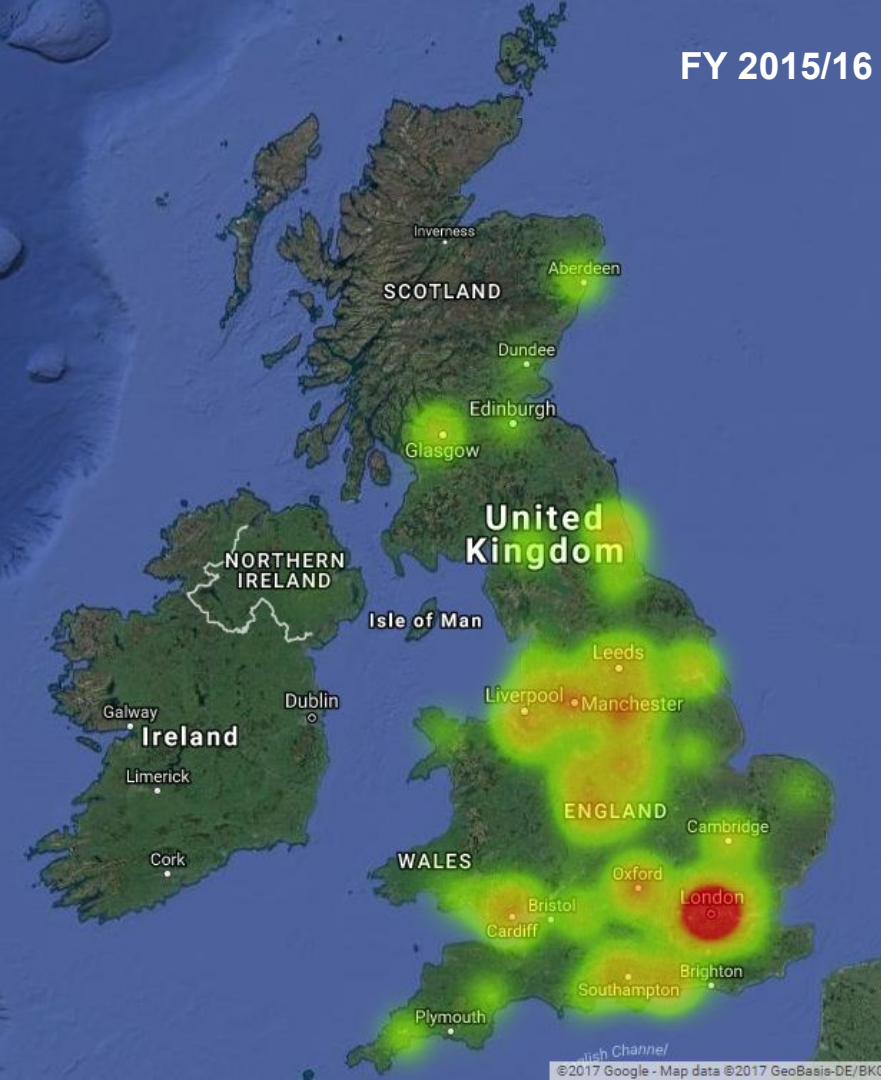 FY 2015/16
Inverness
SCOTLAND
Aberdeen
Dundee
Edinburgh
Glasgow
United
Kingdom
NORTHERN
IRELAND
Isle of Man
Leeds
Liverpool
Manchester
Dublin
Galway
Ireland
Limerick
ENGLAND
Cambridge
WALES
Cork
Oxford
London
Bristol
Cardiff
Brighton
Southampton
Plymouth
glish Channel
©2017 Google - Map data ©2017 GeoBasis-DE/BKG